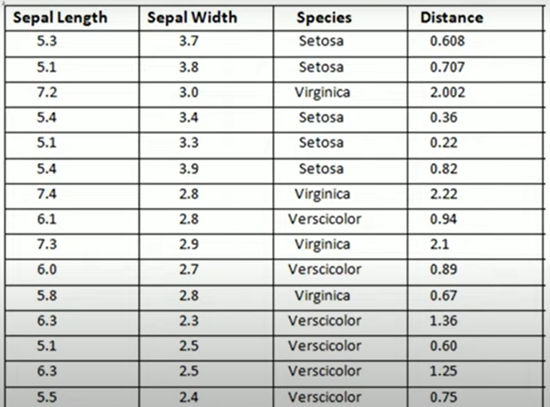 Sepal Length Sepal Width Species Distance
5.3 3.7 Setosa 0.608
5.1 3.8 Setosa 0.707
7.2 3.0 Virginica 2.002
5.4 3.4 Setosa 0.36
5.1 3.3 Setosa 0.22
5.4 3.9 Setosa 0.82
7.4 2.8 Virginica 2.22
6.1 2.8 Verscicolor 0.94
7.3 2.9 Virginica 2.1
6.0 2.7 Verscicolor 0.89
5.8 2.8 Virginica 0.67
6.3 2.3 Verscicolor 1.36
5.1 2.5 Verscicolor 0.60
6.3 2.5 Verscicolor 1.25
5.5 2.4 Verscicolor 0.75